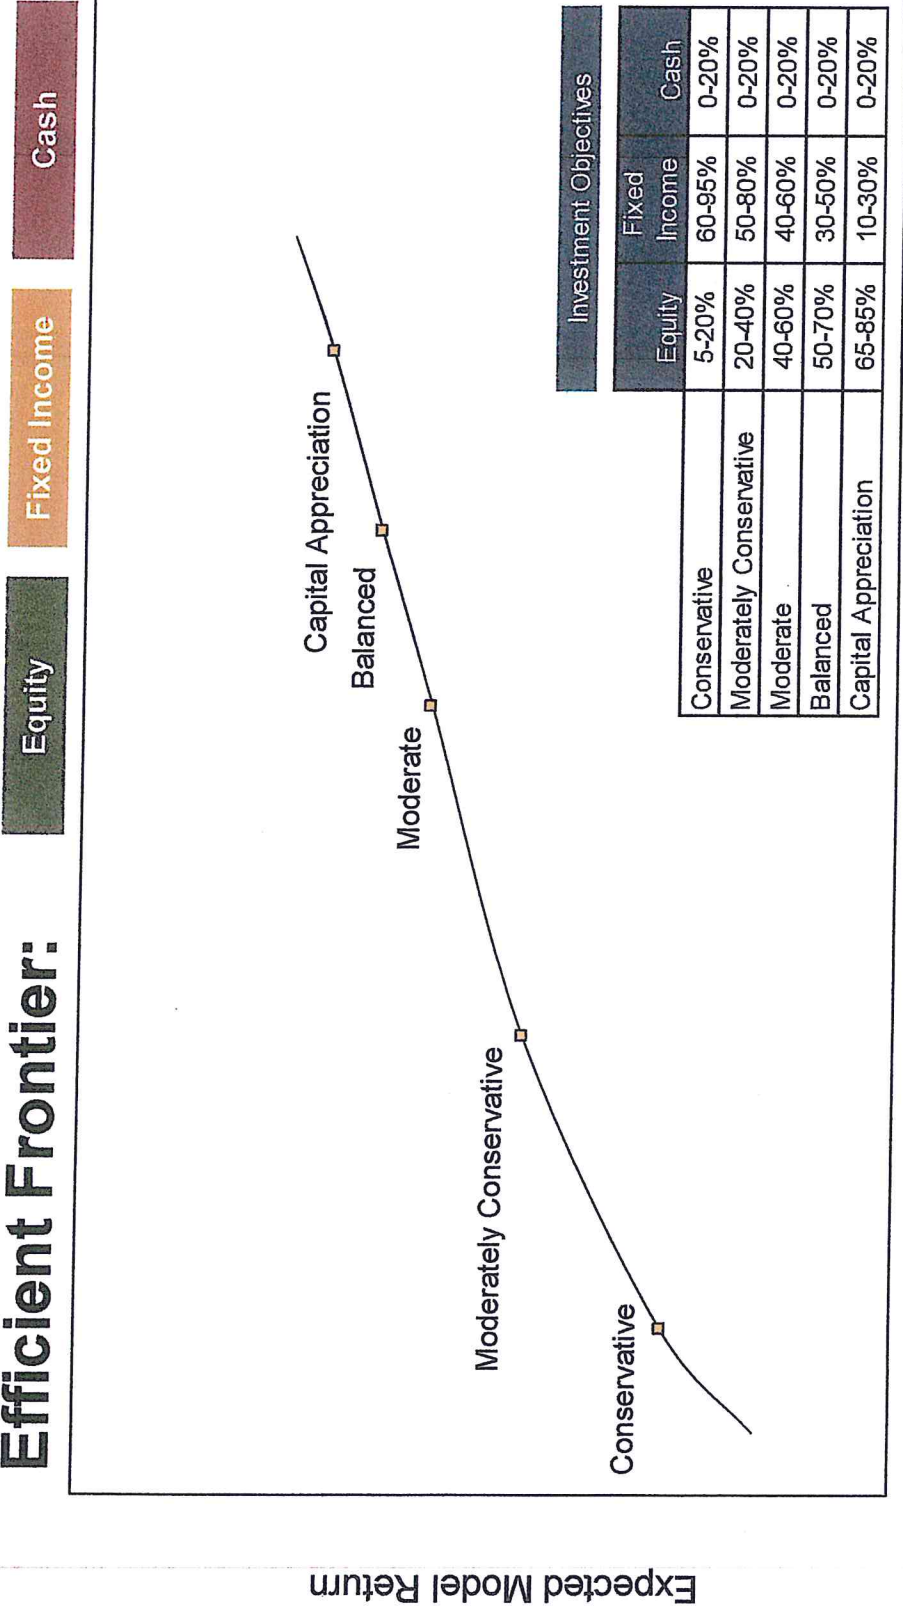 Efficient Frontier:
Equity
Fixed Income
Cash
Expected Model Return
Capital Appreciation
Balanced
Moderate
Moderately Conservative
Conservative
Investment Objectives
Equity Fixed Income Cash
Conservative 5-20% 60-95% 0-20%
Moderately Conservative 20-40% 50-80% 0-20%
Moderate 40-60% 40-60% 0-20%
Balanced 50-70% 30-50% 0-20%
Capital Appreciation 65-85% 10-30% 0-20%